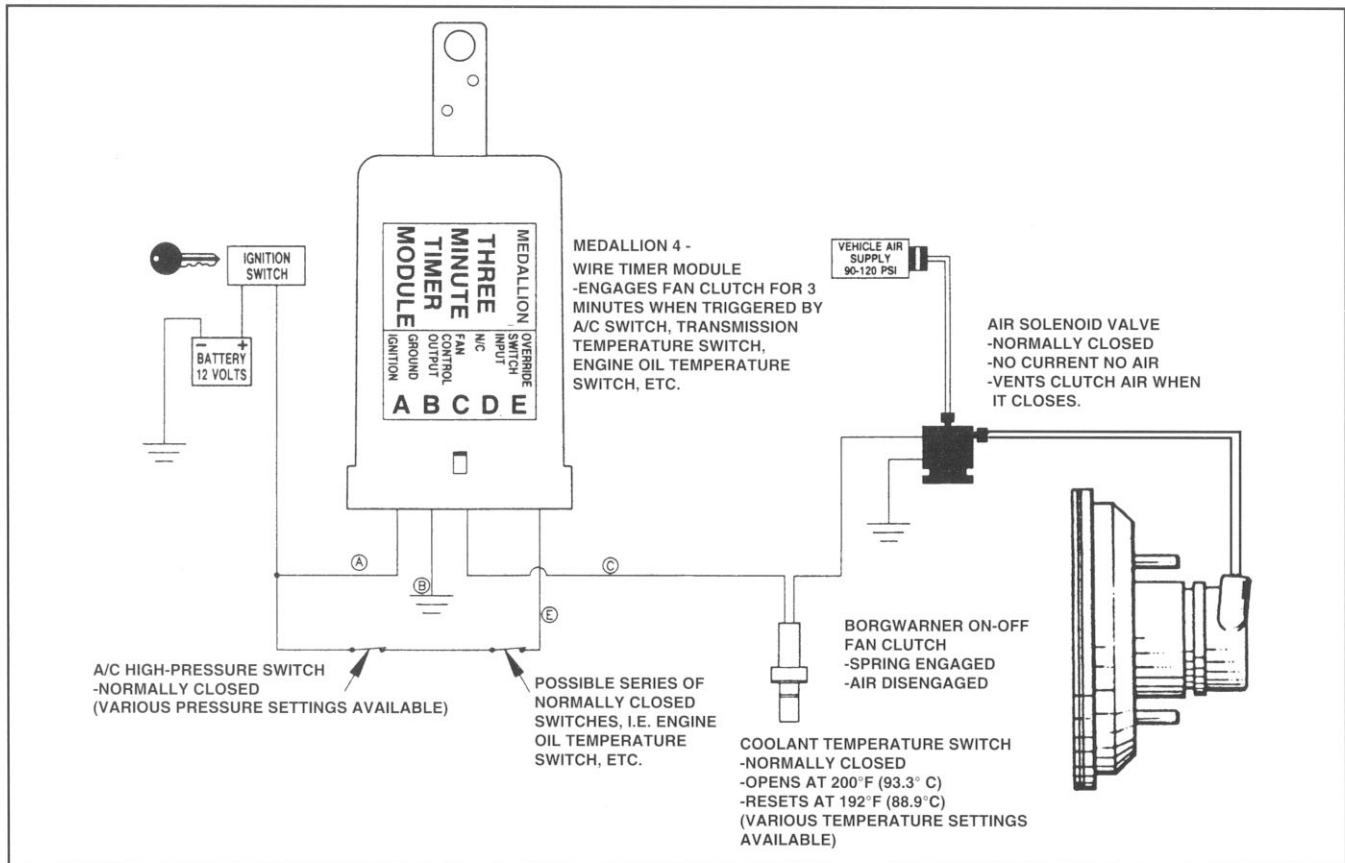 IGNITION
SWITCH
BATTERY
12 VOLTS
- +
MEDALLION
THREE
MINUTE
TIMER
MODULE
OVERRIDE
SWITCH
INPUT
N/C
FAN
CONTROL
OUTPUT
GROUND
IGNITION
A B C D E
MEDALLION 4 -
WIRE TIMER MODULE
-ENGAGES FAN CLUTCH FOR 3
MINUTES WHEN TRIGGERED BY
A/C SWITCH, TRANSMISSION
TEMPERATURE SWITCH,
ENGINE OIL TEMPERATURE
SWITCH, ETC.
VEHICLE AIR
SUPPLY
90-120 PSI
AIR SOLENOID VALVE
-NORMALLY CLOSED
-NO CURRENT NO AIR
-VENTS CLUTCH AIR WHEN
IT CLOSES.
A
B
C
E
A/C HIGH-PRESSURE SWITCH
-NORMALLY CLOSED
(VARIOUS PRESSURE SETTINGS AVAILABLE)
POSSIBLE SERIES OF
NORMALLY CLOSED
SWITCHES, I.E. ENGINE
OIL TEMPERATURE
SWITCH, ETC.
BORGWARNER ON-OFF
FAN CLUTCH
-SPRING ENGAGED
-AIR DISENGAGED
COOLANT TEMPERATURE SWITCH
-NORMALLY CLOSED
-OPENS AT 200°F (93.3° C)
-RESETS AT 192°F (88.9°C)
(VARIOUS TEMPERATURE SETTINGS
AVAILABLE)